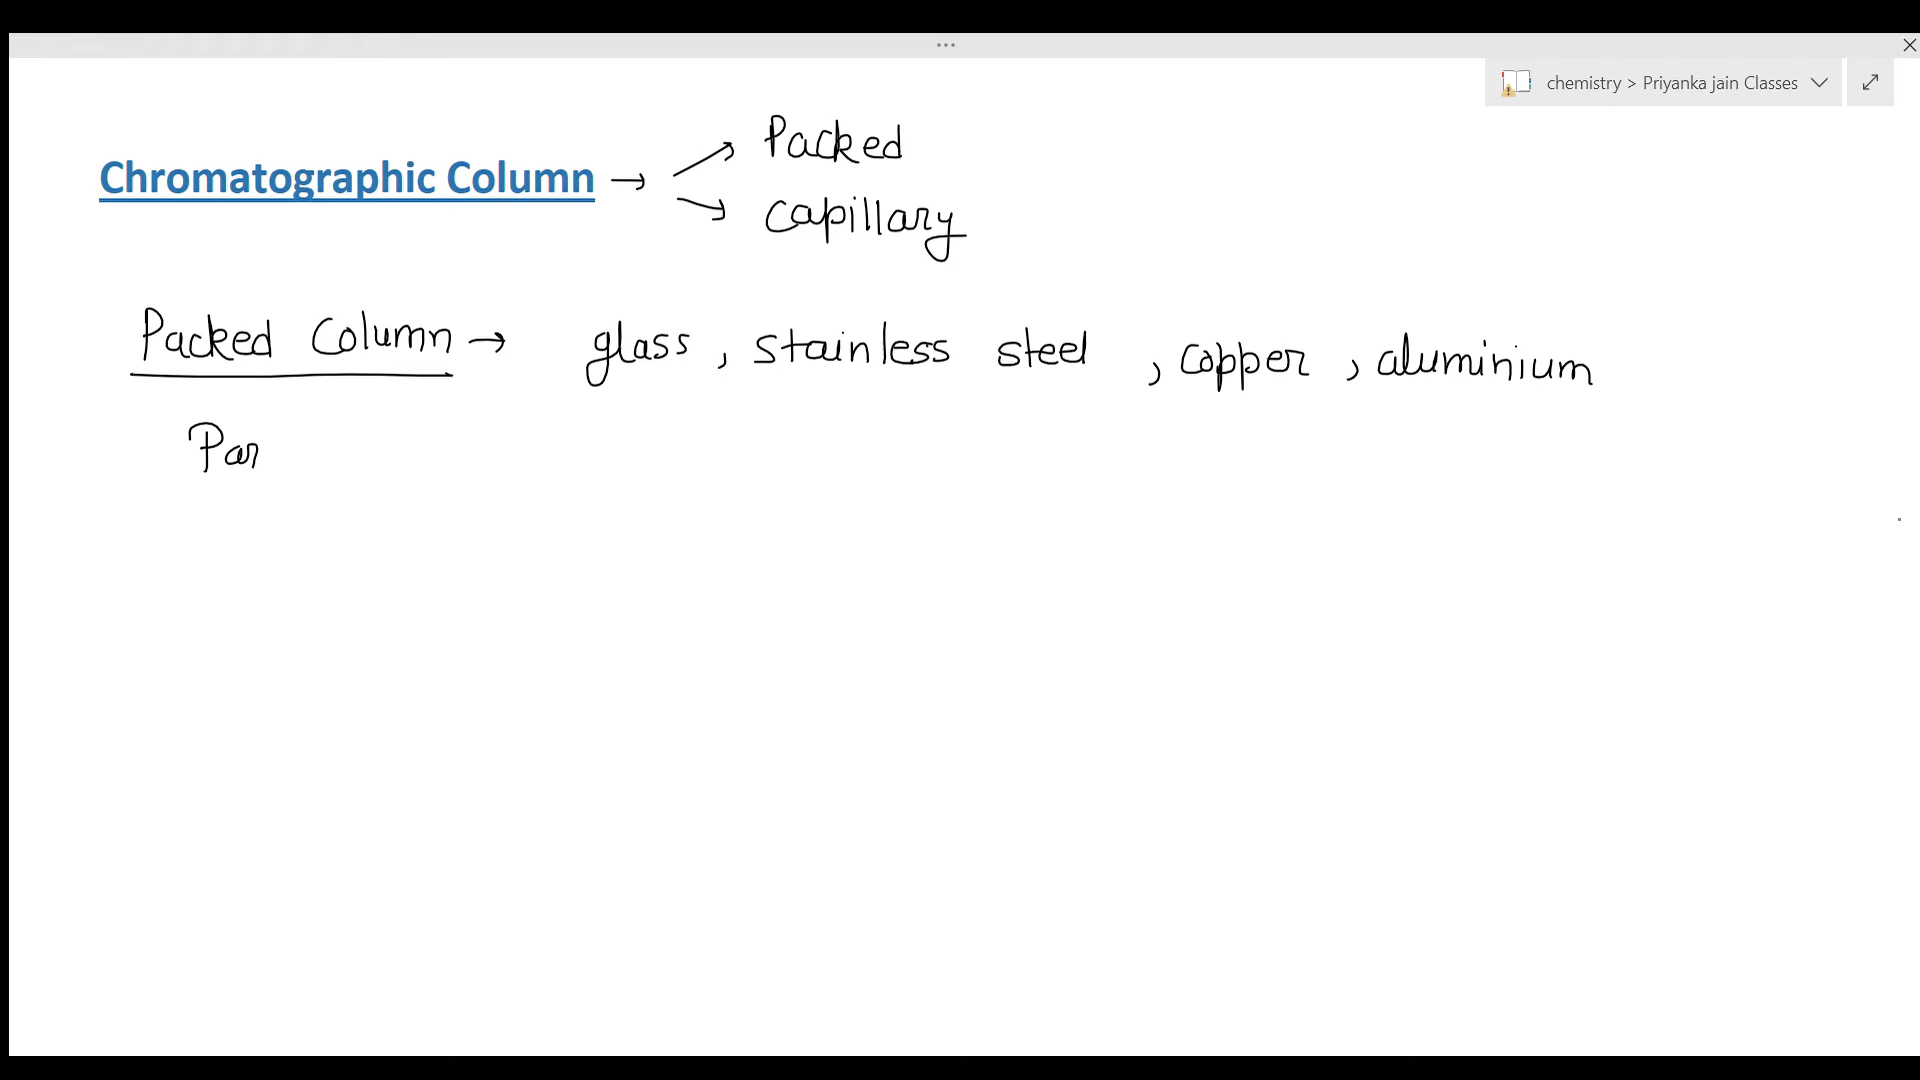 chemistry > Priyanka jain Classes
Packed
Chromatographic Column →
Capillary
Packed Column → glass, stainless steel, copper, aluminium
Par